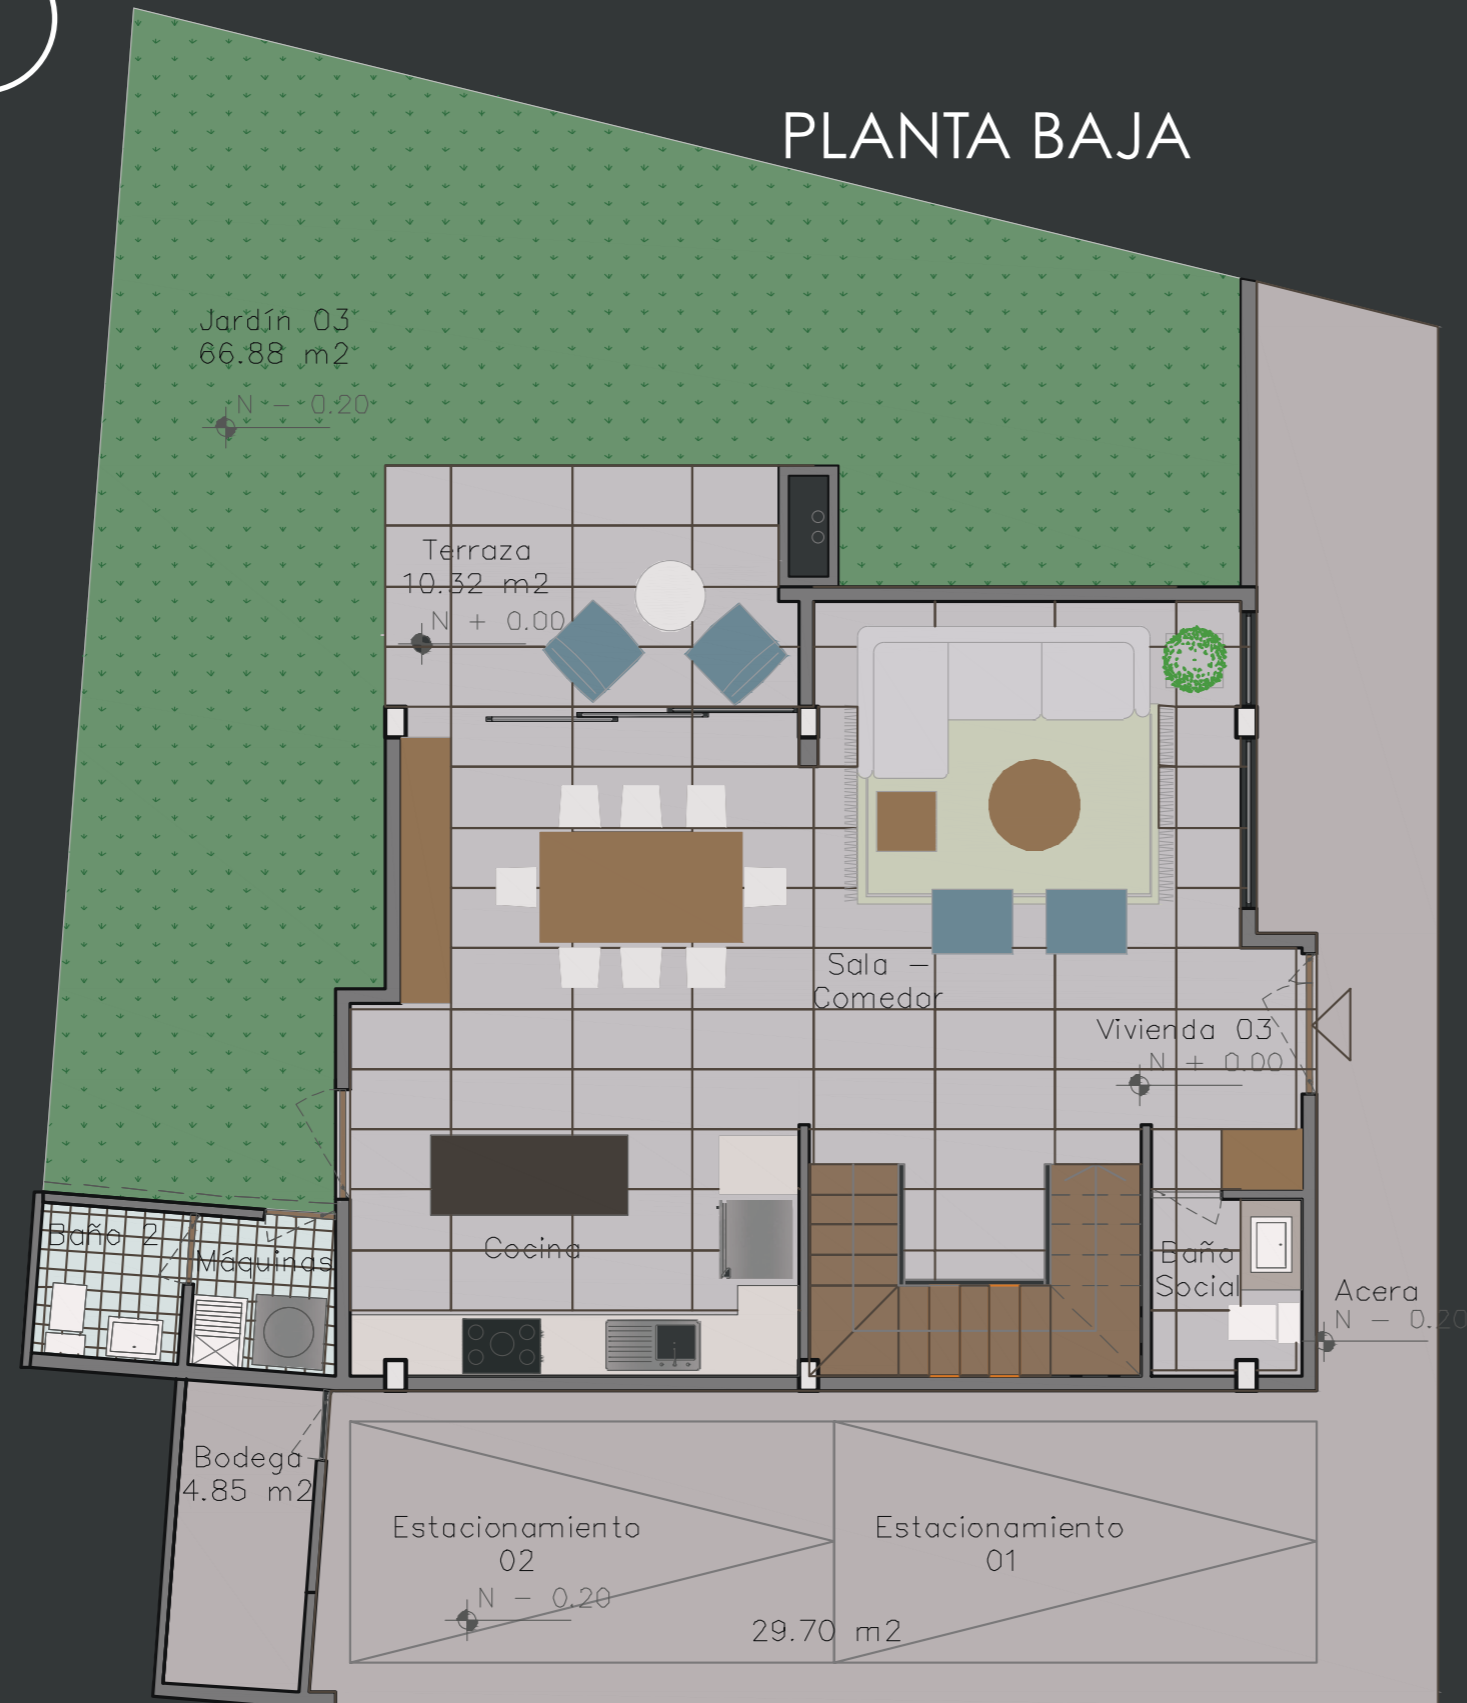 PLANTA BAJA
Jardín 03
66.88 m2
N - 0.20
Terraza
10.32 m2
N + 0.00
Sala -
Comedor
Vivienda 03
N + 0.00
Cocina
Baño 2
Máquinas
Baño
Social
Acera
N - 0.20
Bodega
4.85 m2
Estacionamiento
02
N - 0.20
Estacionamiento
01
29.70 m2